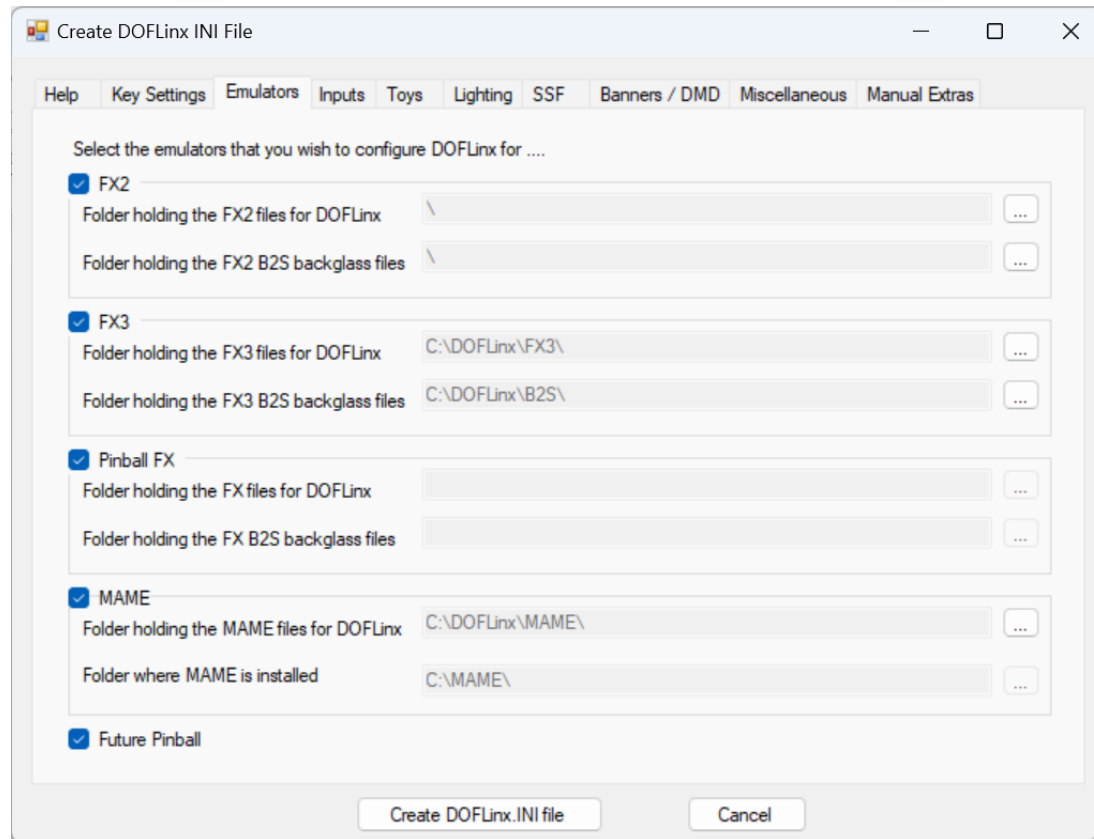 Create DOFLinx INI File
Help Key Settings Emulators Inputs Toys Lighting SSF Banners / DMD Miscellaneous Manual Extras
Select the emulators that you wish to configure DOFLinx for ....
FX2
Folder holding the FX2 files for DOFLinx \ ...
Folder holding the FX2 B2S backglass files \ ...
FX3
Folder holding the FX3 files for DOFLinx C:\DOFLinx\FX3\ ...
Folder holding the FX3 B2S backglass files C:\DOFLinx\B2S\ ...
Pinball FX
Folder holding the FX files for DOFLinx ...
Folder holding the FX B2S backglass files ...
MAME
Folder holding the MAME files for DOFLinx C:\DOFLinx\MAME\ ...
Folder where MAME is installed C:\MAME\ ...
Future Pinball
Create DOFLinx.INI file Cancel